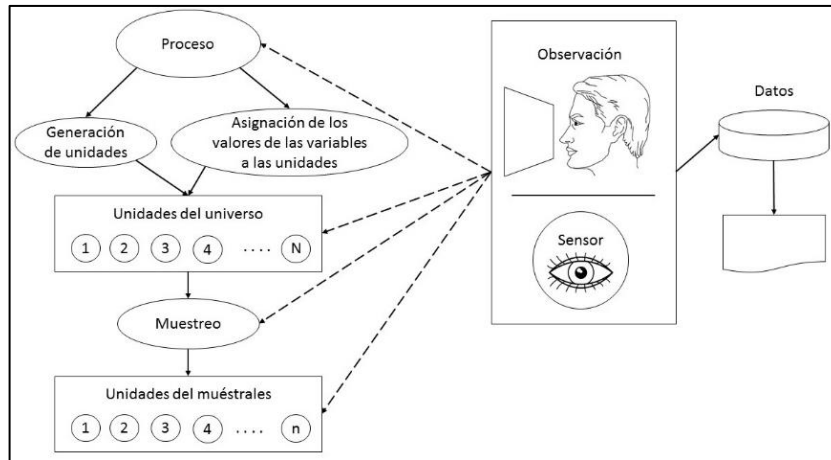 Proceso
Generación
de unidades
Asignación de los
valores de las variables
a las unidades
Unidades del universo
1 2 3 4 .... N
Muestreo
Unidades del muéstrales
1 2 3 4 .... n
Observación
Sensor
Datos